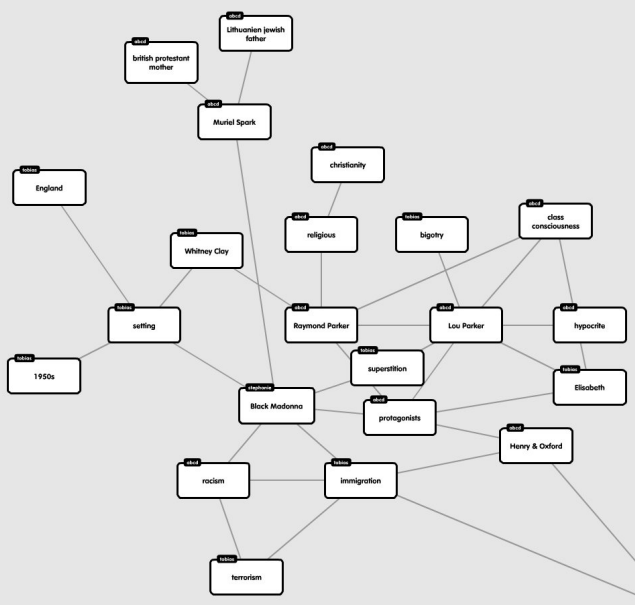 abcd
Lithuanien jewish
father
abcd
british protestant
mother
abcd
Muriel Spark
abcd
christianity
tobias
England
abcd
religious
tobias
bigotry
abcd
class
consciousness
tobias
Whitney Clay
tobias
setting
abcd
Raymond Parker
abcd
Lou Parker
abcd
hypocrite
tobias
superstition
tobias
1950s
tobias
Elisabeth
stephanie
Black Madonna
abcd
protagonists
abcd
Henry & Oxford
abcd
racism
tobias
immigration
tobias
terrorism